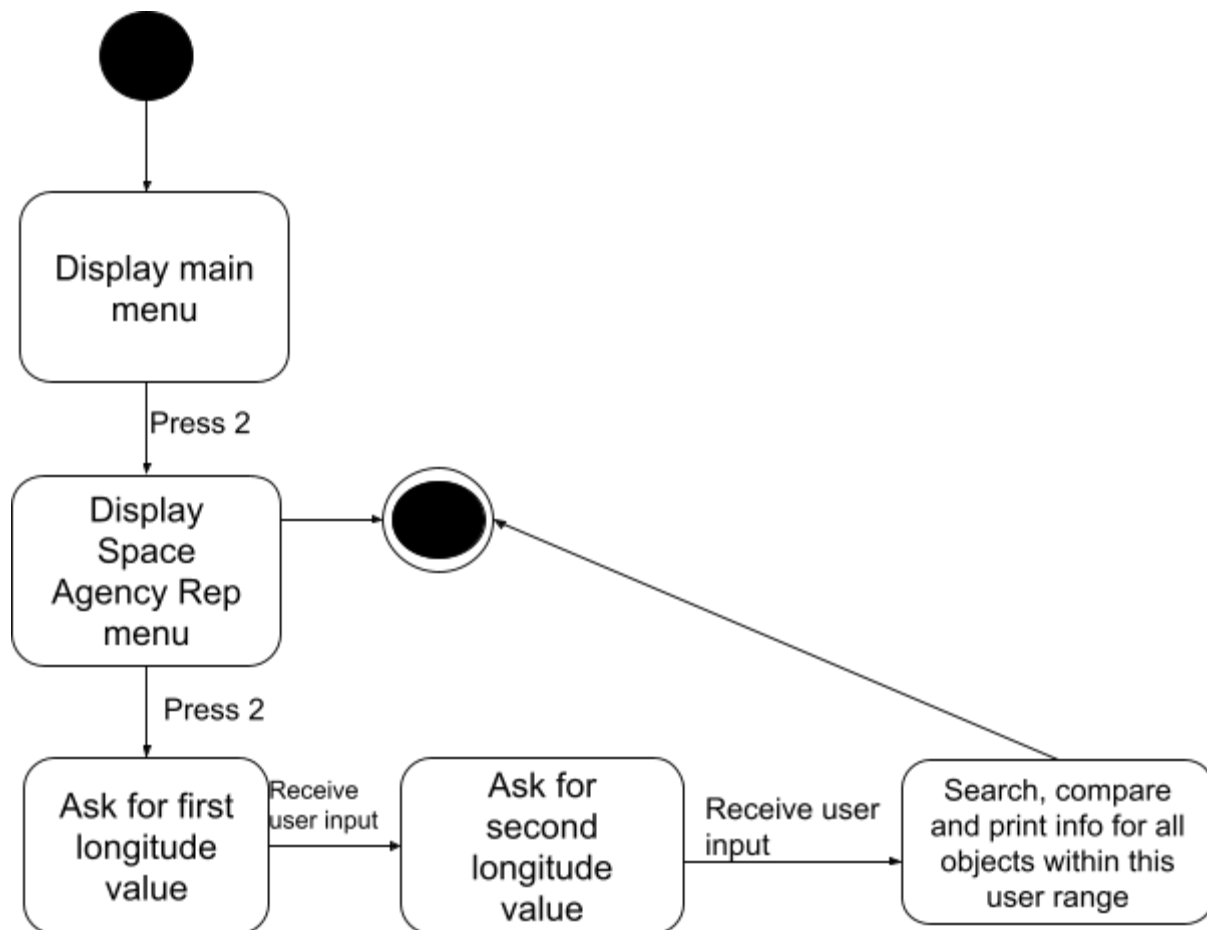 Display main
menu
Press 2
Display
Space
Agency Rep
menu
Press 2
Ask for first
longitude
value
Receive
user input
Ask for
second
longitude
value
Receive user
input
Search, compare
and print info for all
objects within this
user range